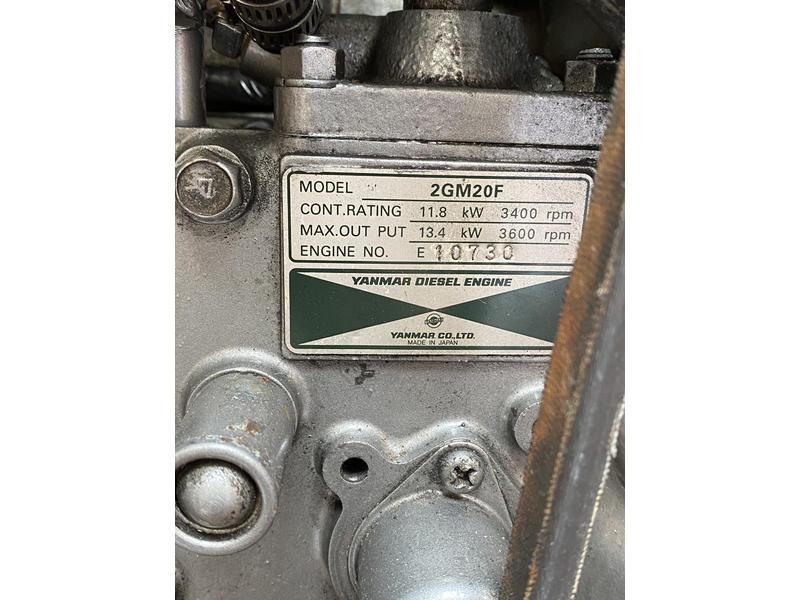 MODEL 2GM20F
CONT.RATING 11.8 kW 3400 rpm
MAX.OUT PUT 13.4 kW 3600 rpm
ENGINE NO. E 10730
YANMAR DIESEL ENGINE
YANMAR CO.,LTD.
MADE IN JAPAN